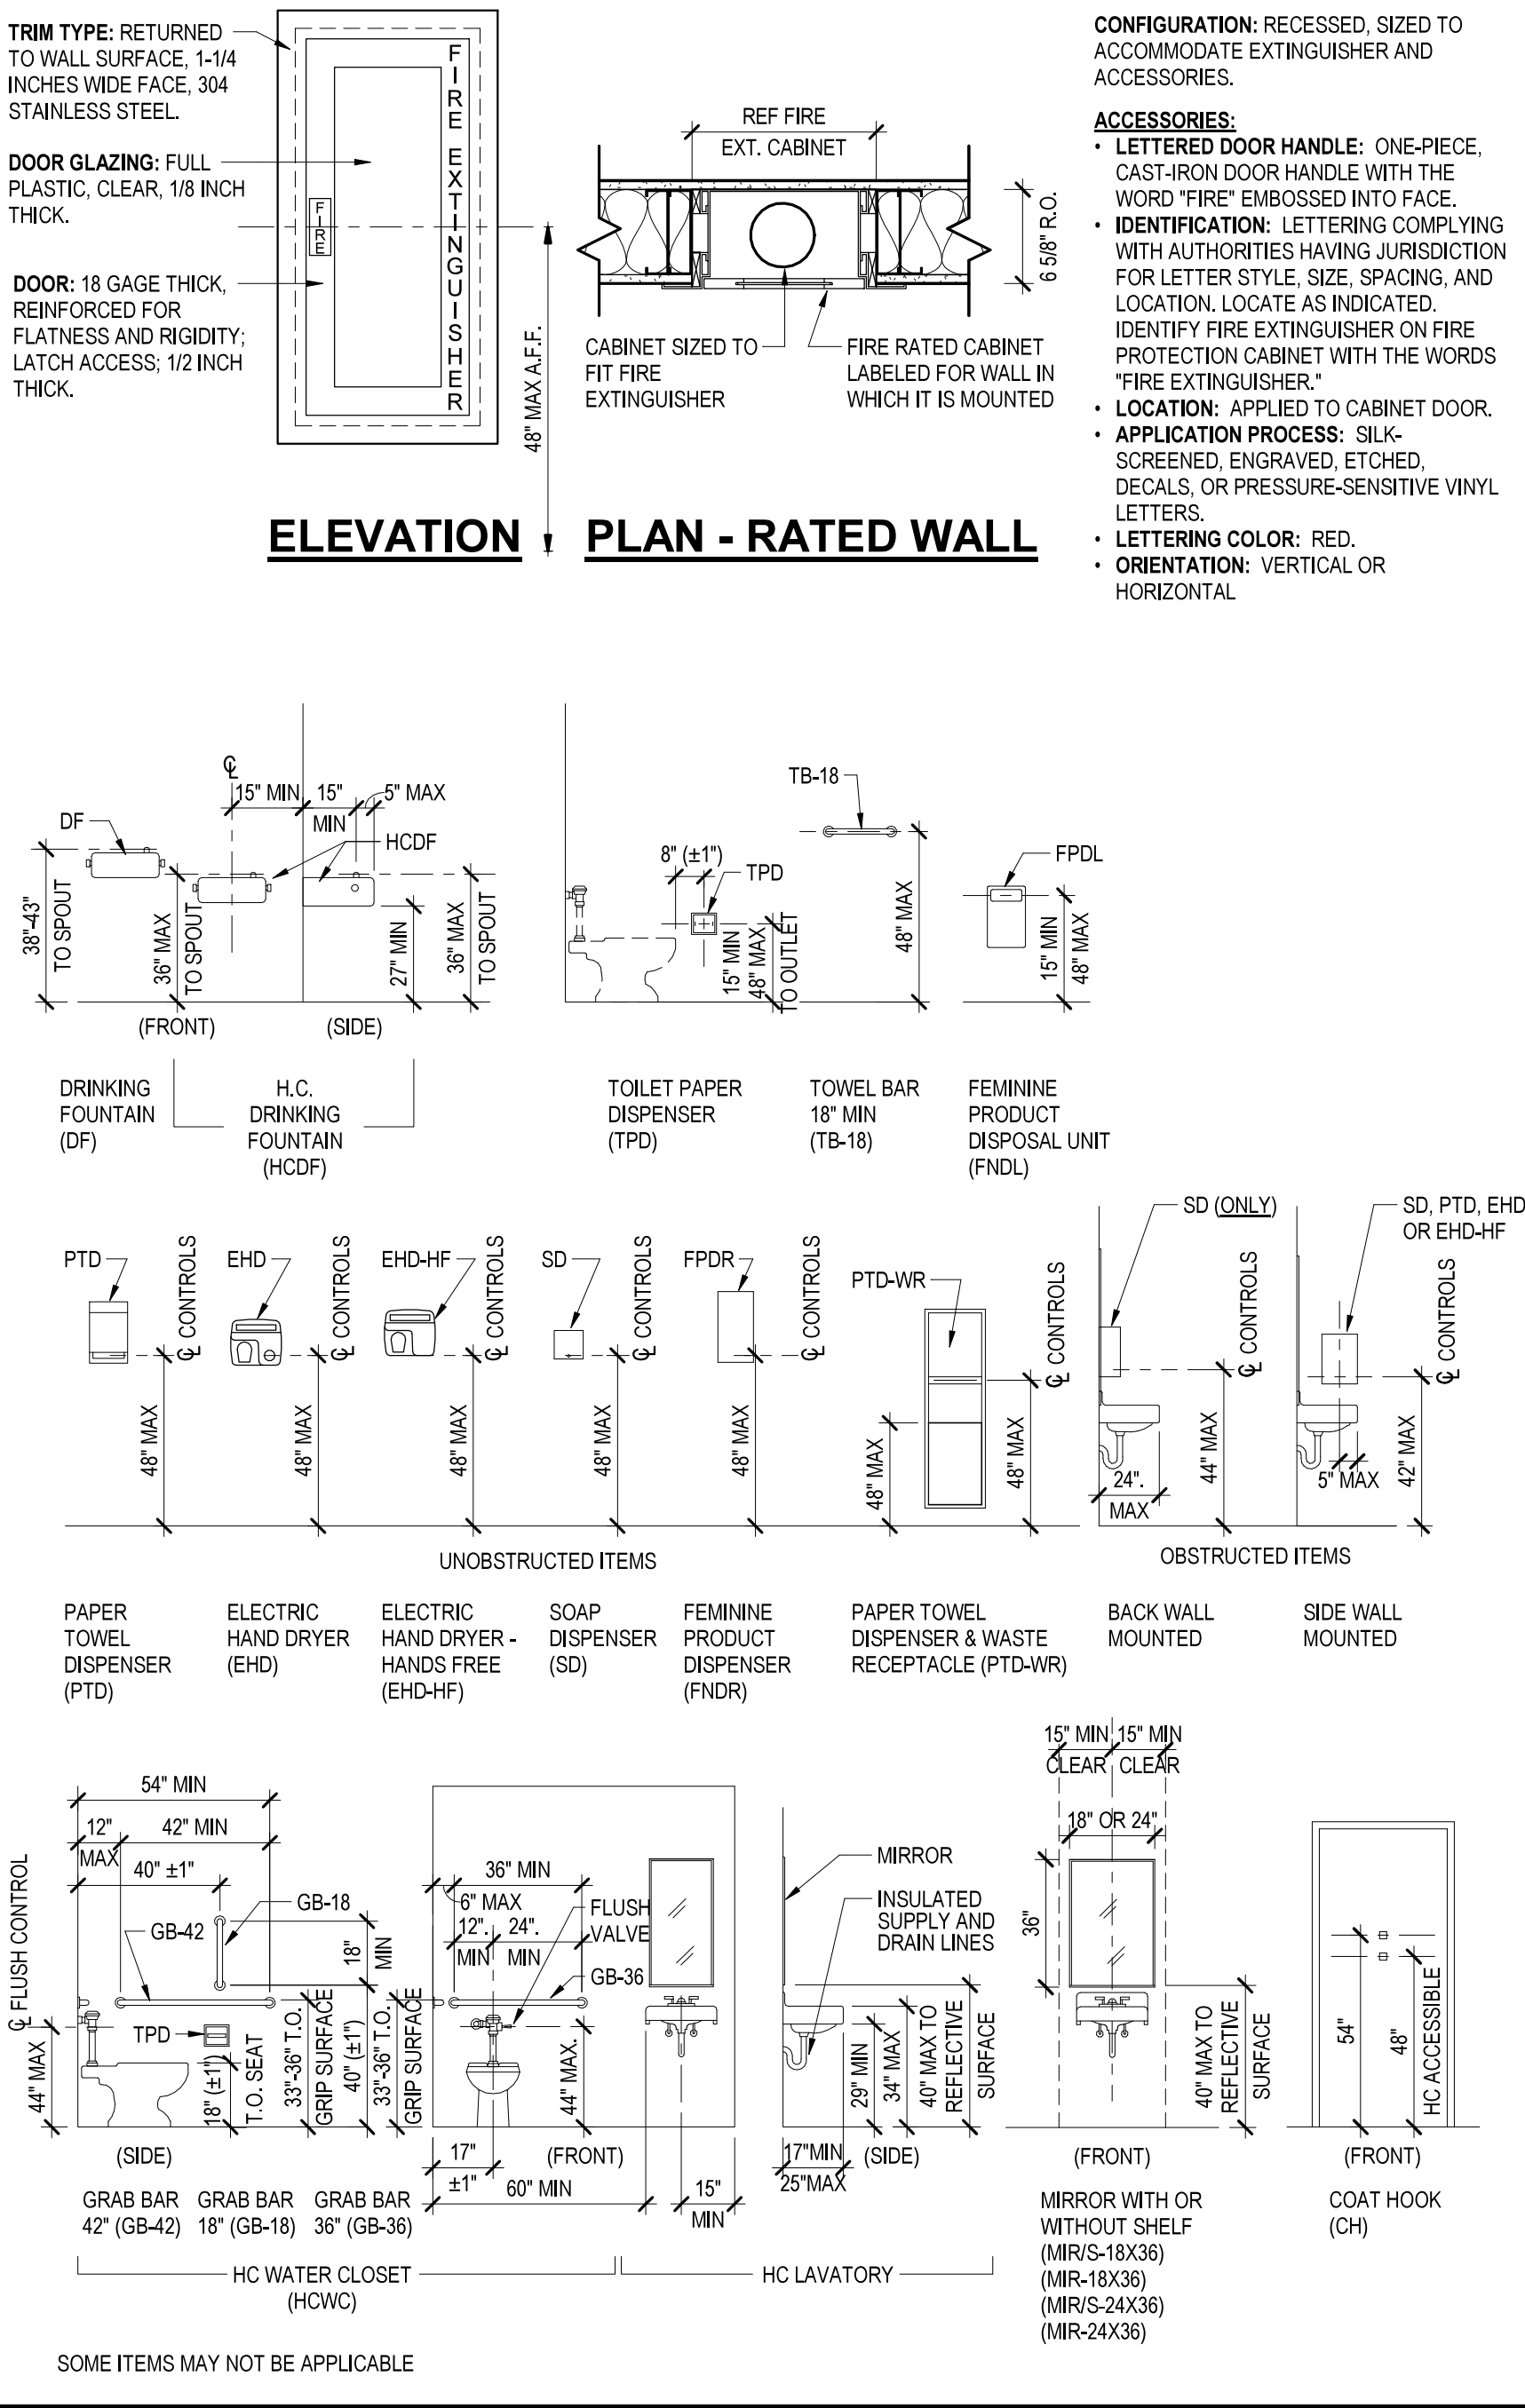 TRIM TYPE: RETURNED
TO WALL SURFACE, 1-1/4
INCHES WIDE FACE, 304
STAINLESS STEEL.
DOOR GLAZING: FULL
PLASTIC, CLEAR, 1/8 INCH
THICK.
DOOR: 18 GAGE THICK,
REINFORCED FOR
FLATNESS AND RIGIDITY;
LATCH ACCESS; 1/2 INCH
THICK.
FIRE
FIRE EXTINGUISHER
48" MAX A.F.F.
ELEVATION
REF FIRE
EXT. CABINET
6 5/8" R.O.
CABINET SIZED TO
FIT FIRE
EXTINGUISHER
FIRE RATED CABINET
LABELED FOR WALL IN
WHICH IT IS MOUNTED
PLAN - RATED WALL
CONFIGURATION: RECESSED, SIZED TO
ACCOMMODATE EXTINGUISHER AND
ACCESSORIES.
ACCESSORIES:
• LETTERED DOOR HANDLE: ONE-PIECE,
CAST-IRON DOOR HANDLE WITH THE
WORD "FIRE" EMBOSSED INTO FACE.
• IDENTIFICATION: LETTERING COMPLYING
WITH AUTHORITIES HAVING JURISDICTION
FOR LETTER STYLE, SIZE, SPACING, AND
LOCATION. LOCATE AS INDICATED.
IDENTIFY FIRE EXTINGUISHER ON FIRE
PROTECTION CABINET WITH THE WORDS
"FIRE EXTINGUISHER."
• LOCATION: APPLIED TO CABINET DOOR.
• APPLICATION PROCESS: SILK-
SCREENED, ENGRAVED, ETCHED,
DECALS, OR PRESSURE-SENSITIVE VINYL
LETTERS.
• LETTERING COLOR: RED.
• ORIENTATION: VERTICAL OR
HORIZONTAL
DF
℄
15" MIN
15"
MIN
5" MAX
HCDF
38"-43"
TO SPOUT
36" MAX
TO SPOUT
27" MIN
36" MAX
TO SPOUT
(FRONT)
(SIDE)
DRINKING
FOUNTAIN
(DF)
H.C.
DRINKING
FOUNTAIN
(HCDF)
8" (±1")
TPD
15" MIN
48" MAX
TO OUTLET
TOILET PAPER
DISPENSER
(TPD)
TB-18
48" MAX
TOWEL BAR
18" MIN
(TB-18)
FPDL
15" MIN
48" MAX
FEMININE
PRODUCT
DISPOSAL UNIT
(FNDL)
PTD
℄ CONTROLS
48" MAX
EHD
℄ CONTROLS
48" MAX
EHD-HF
℄ CONTROLS
48" MAX
SD
℄ CONTROLS
48" MAX
FPDR
℄ CONTROLS
48" MAX
PTD-WR
48" MAX
℄ CONTROLS
48" MAX
SD (ONLY)
℄ CONTROLS
24".
MAX
44" MAX
SD, PTD, EHD
OR EHD-HF
℄ CONTROLS
5" MAX
42" MAX
UNOBSTRUCTED ITEMS
OBSTRUCTED ITEMS
PAPER
TOWEL
DISPENSER
(PTD)
ELECTRIC
HAND DRYER
(EHD)
ELECTRIC
HAND DRYER -
HANDS FREE
(EHD-HF)
SOAP
DISPENSER
(SD)
FEMININE
PRODUCT
DISPENSER
(FNDR)
PAPER TOWEL
DISPENSER & WASTE
RECEPTACLE (PTD-WR)
BACK WALL
MOUNTED
SIDE WALL
MOUNTED
54" MIN
12"
MAX
42" MIN
40" ±1"
GB-18
GB-42
18"
MIN
℄ FLUSH CONTROL
44" MAX
TPD
18" (±1")
T.O. SEAT
33"-36" T.O.
GRIP SURFACE
40" (±1")
(SIDE)
36" MIN
6" MAX
12".
MIN
24".
MIN
FLUSH
VALVE
GB-36
33"-36" T.O.
GRIP SURFACE
44" MAX.
(FRONT)
17"
±1"
60" MIN
15"
MIN
MIRROR
INSULATED
SUPPLY AND
DRAIN LINES
29" MIN
34" MAX
40" MAX TO
REFLECTIVE
SURFACE
17"MIN
25"MAX
(SIDE)
15" MIN
CLEAR
15" MIN
CLEAR
18" OR 24"
36"
40" MAX TO
REFLECTIVE
SURFACE
(FRONT)
54"
48"
HC ACCESSIBLE
(FRONT)
GRAB BAR
42" (GB-42)
GRAB BAR
18" (GB-18)
GRAB BAR
36" (GB-36)
HC WATER CLOSET
(HCWC)
HC LAVATORY
MIRROR WITH OR
WITHOUT SHELF
(MIR/S-18X36)
(MIR-18X36)
(MIR/S-24X36)
(MIR-24X36)
COAT HOOK
(CH)
SOME ITEMS MAY NOT BE APPLICABLE